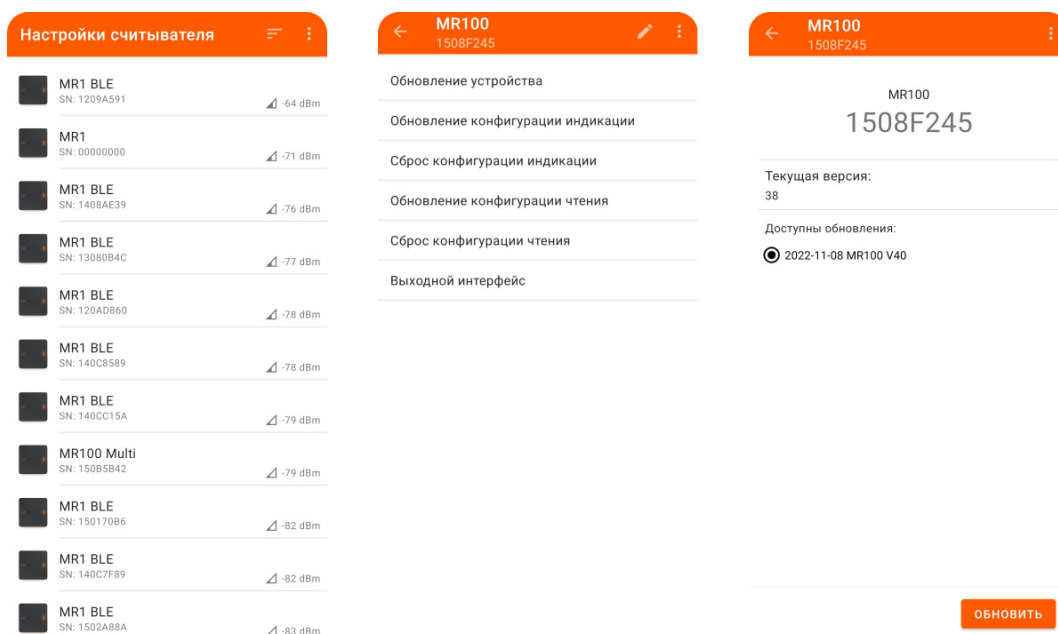 Настройки считывателя
MR1 BLE
SN: 1209A591
-64 dBm
MR1
SN: 00000000
-71 dBm
MR1 BLE
SN: 1408AE39
-76 dBm
MR1 BLE
SN: 13080B4C
-77 dBm
MR1 BLE
SN: 120AD860
-78 dBm
MR1 BLE
SN: 140C8589
-78 dBm
MR1 BLE
SN: 140CC15A
-79 dBm
MR100 Multi
SN: 150B5B42
-79 dBm
MR1 BLE
SN: 150170B6
-82 dBm
MR1 BLE
SN: 140C7F89
-82 dBm
MR1 BLE
SN: 1502A88A
-83 dBm
MR100
1508F245
Обновление устройства
Обновление конфигурации индикации
Сброс конфигурации индикации
Обновление конфигурации чтения
Сброс конфигурации чтения
Выходной интерфейс
MR100
1508F245
MR100
1508F245
Текущая версия:
38
Доступны обновления:
2022-11-08 MR100 V40
ОБНОВИТЬ